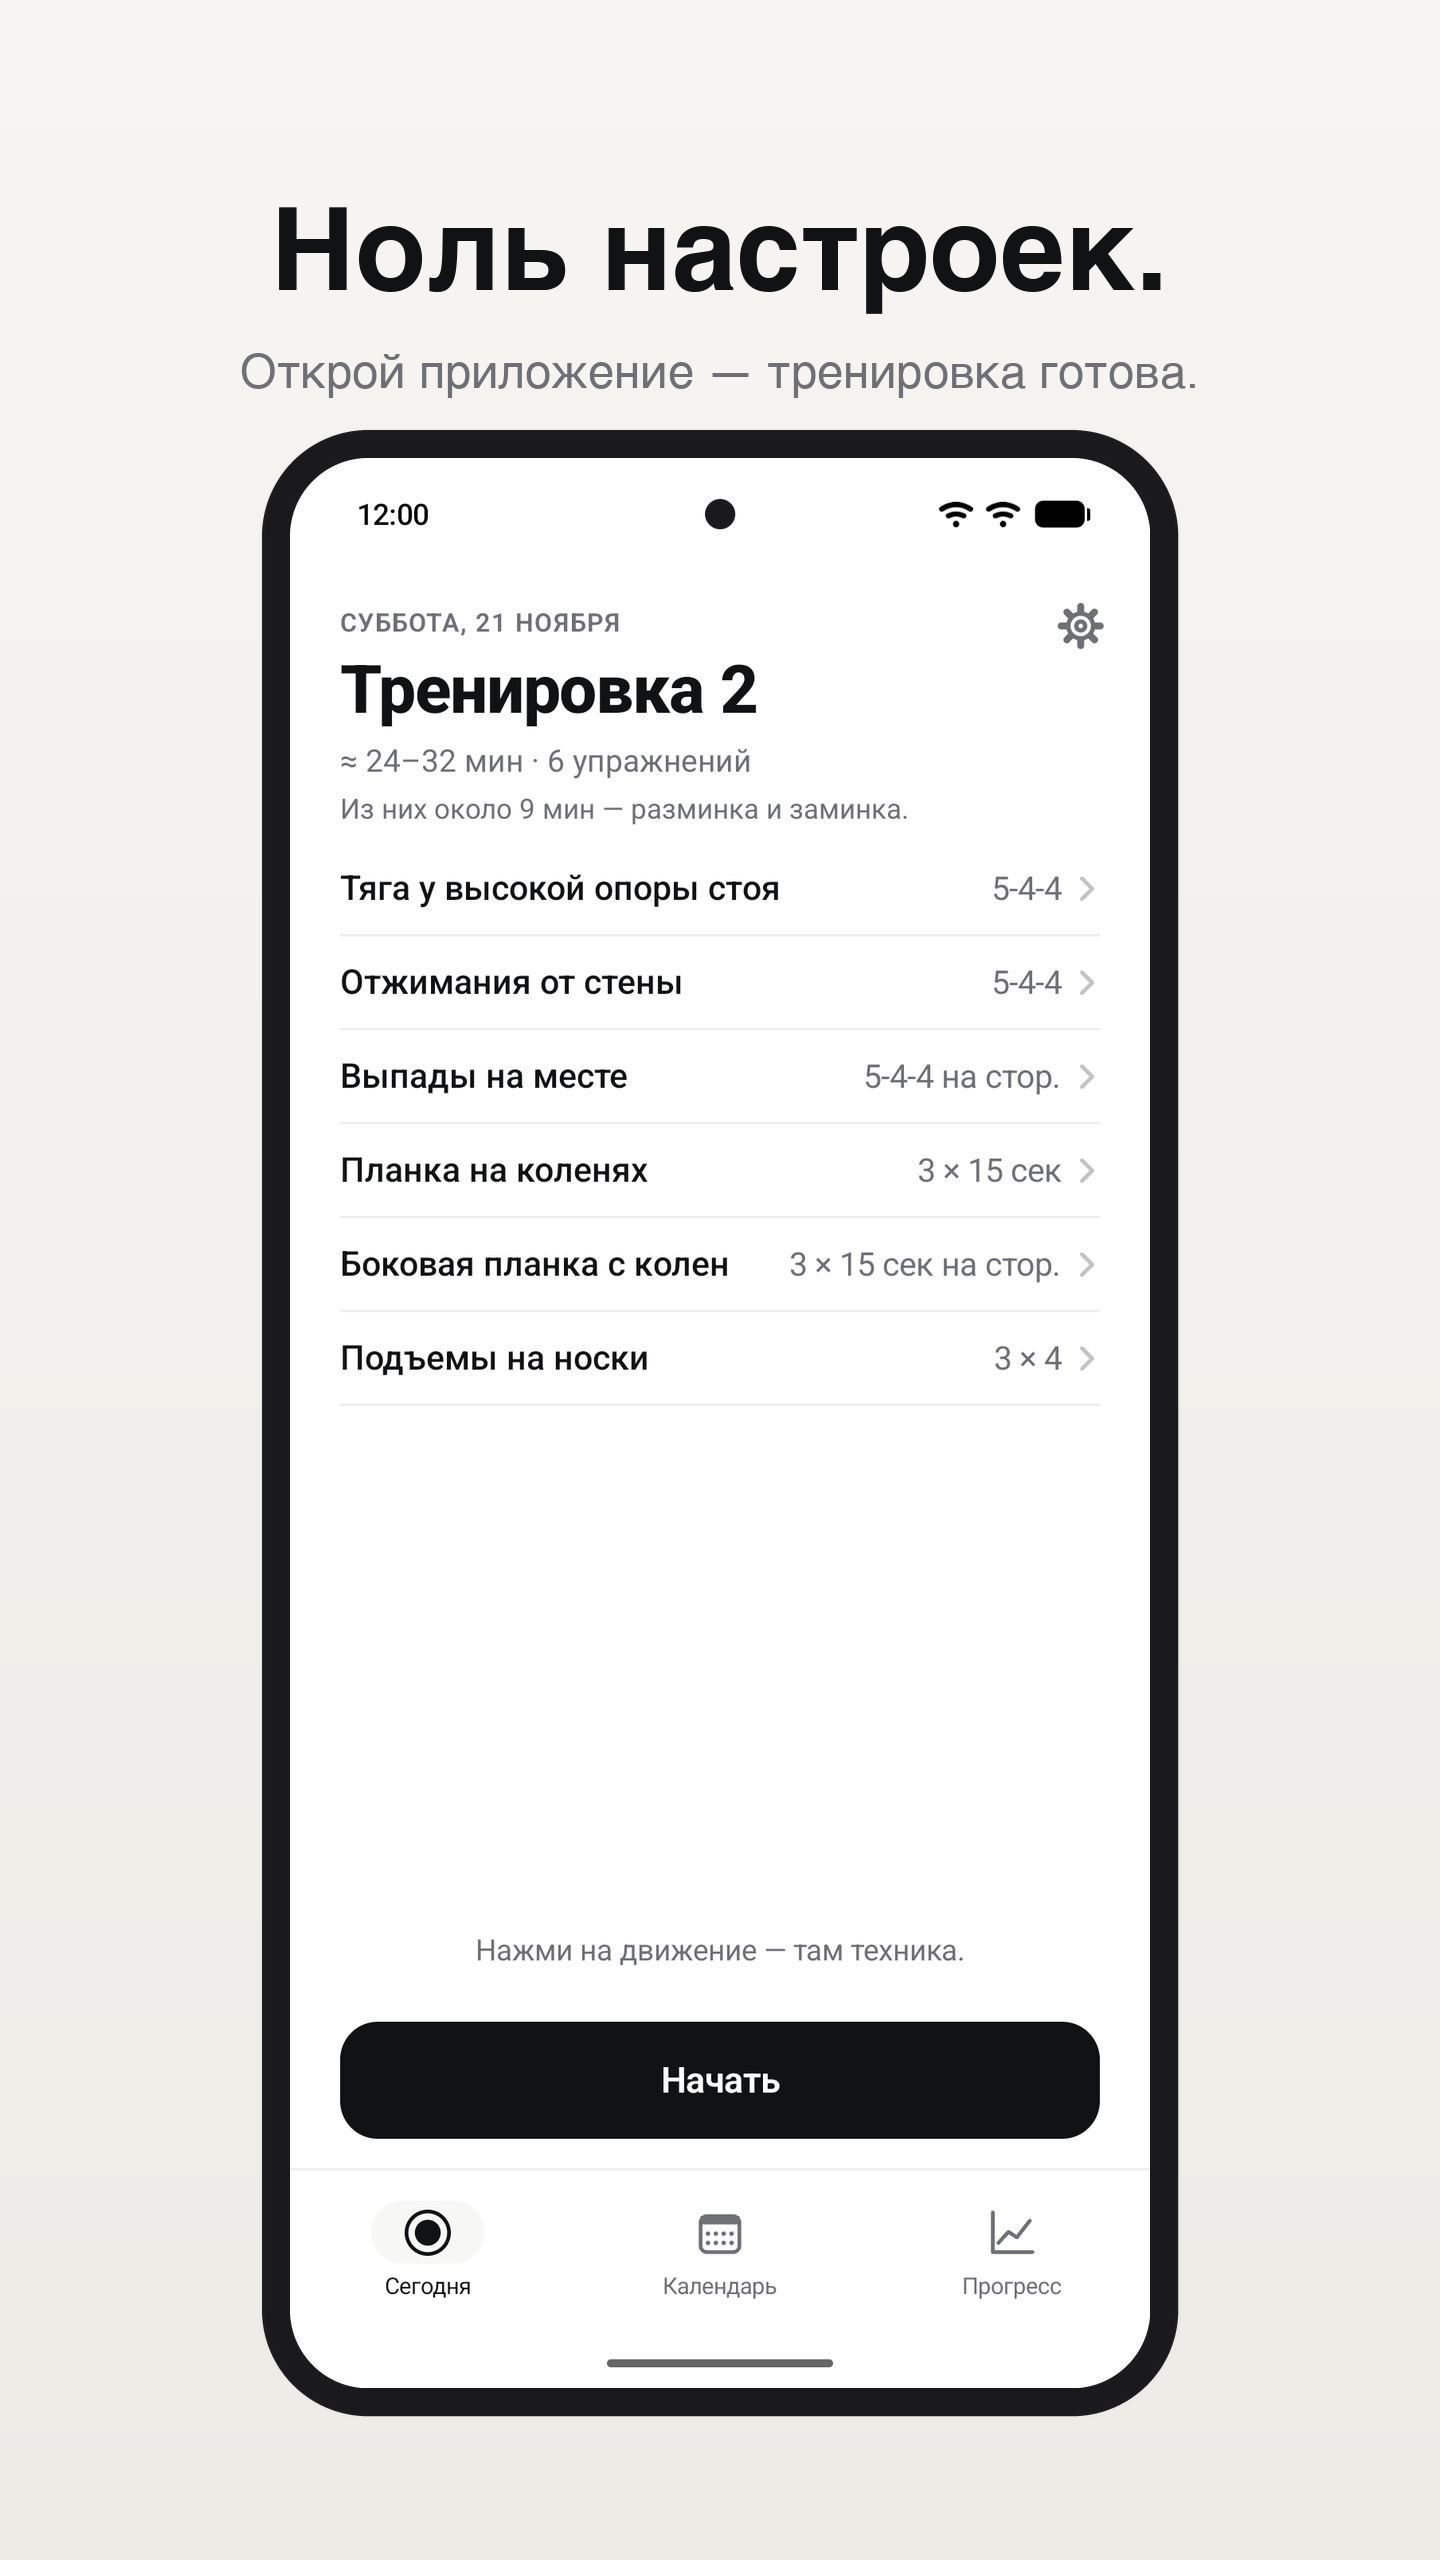 Ноль настроек.
Открой приложение — тренировка готова.
12:00
СУББОТА, 21 НОЯБРЯ
Тренировка 2
≈ 24–32 мин · 6 упражнений
Из них около 9 мин — разминка и заминка.
Тяга у высокой опоры стоя 5-4-4
Отжимания от стены 5-4-4
Выпады на месте 5-4-4 на стор.
Планка на коленях 3 × 15 сек
Боковая планка с колен 3 × 15 сек на стор.
Подъемы на носки 3 × 4
Нажми на движение — там техника.
Начать
Сегодня Календарь Прогресс